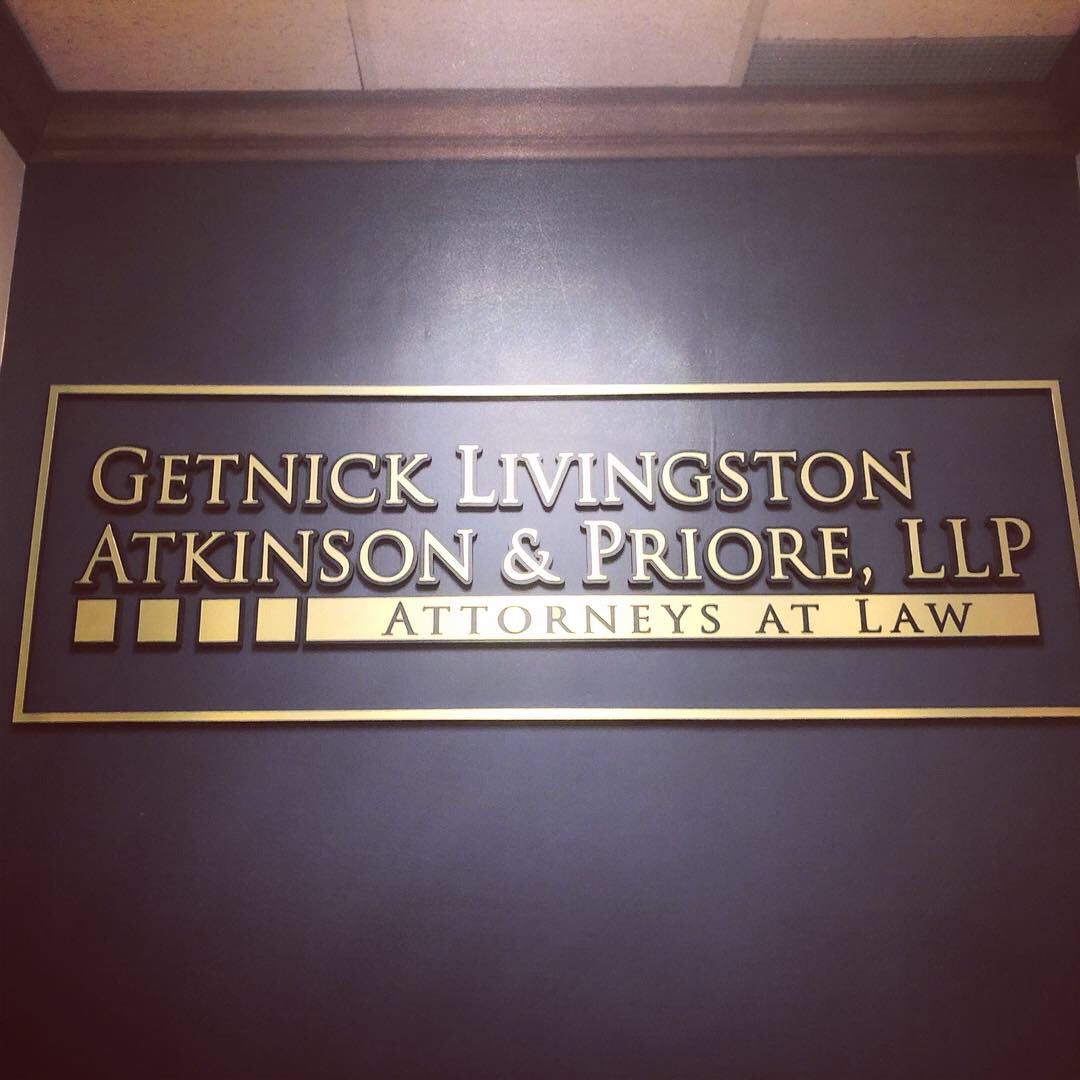 GETNICK LIVINGSTON
ATKINSON & PRIORE, LLP
ATTORNEYS AT LAW